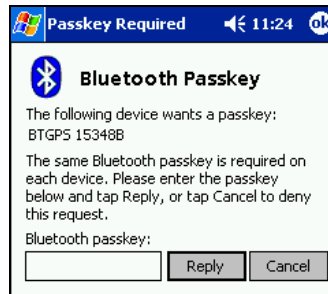 Passkey Required 11:24 ok
Bluetooth Passkey
The following device wants a passkey:
BTGPS 15348B
The same Bluetooth passkey is required on
each device. Please enter the passkey
below and tap Reply, or tap Cancel to deny
this request.
Bluetooth passkey:
Reply Cancel